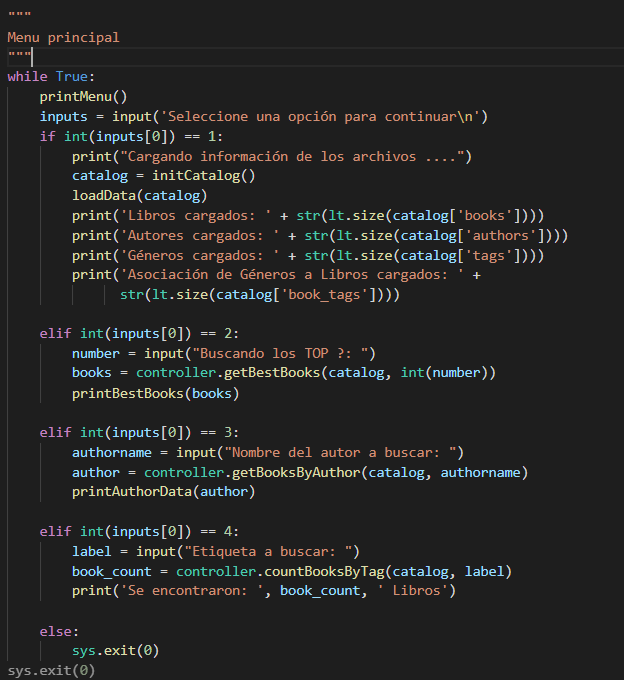 """
Menu principal
"""
while True:
    printMenu()
    inputs = input('Seleccione una opción para continuar\n')
    if int(inputs[0]) == 1:
        print("Cargando información de los archivos ....")
        catalog = initCatalog()
        loadData(catalog)
        print('Libros cargados: ' + str(lt.size(catalog['books'])))
        print('Autores cargados: ' + str(lt.size(catalog['authors'])))
        print('Géneros cargados: ' + str(lt.size(catalog['tags'])))
        print('Asociación de Géneros a Libros cargados: ' +
              str(lt.size(catalog['book_tags'])))

    elif int(inputs[0]) == 2:
        number = input("Buscando los TOP ?: ")
        books = controller.getBestBooks(catalog, int(number))
        printBestBooks(books)

    elif int(inputs[0]) == 3:
        authorname = input("Nombre del autor a buscar: ")
        author = controller.getBooksByAuthor(catalog, authorname)
        printAuthorData(author)

    elif int(inputs[0]) == 4:
        label = input("Etiqueta a buscar: ")
        book_count = controller.countBooksByTag(catalog, label)
        print('Se encontraron: ', book_count, ' Libros')

    else:
        sys.exit(0)
sys.exit(0)